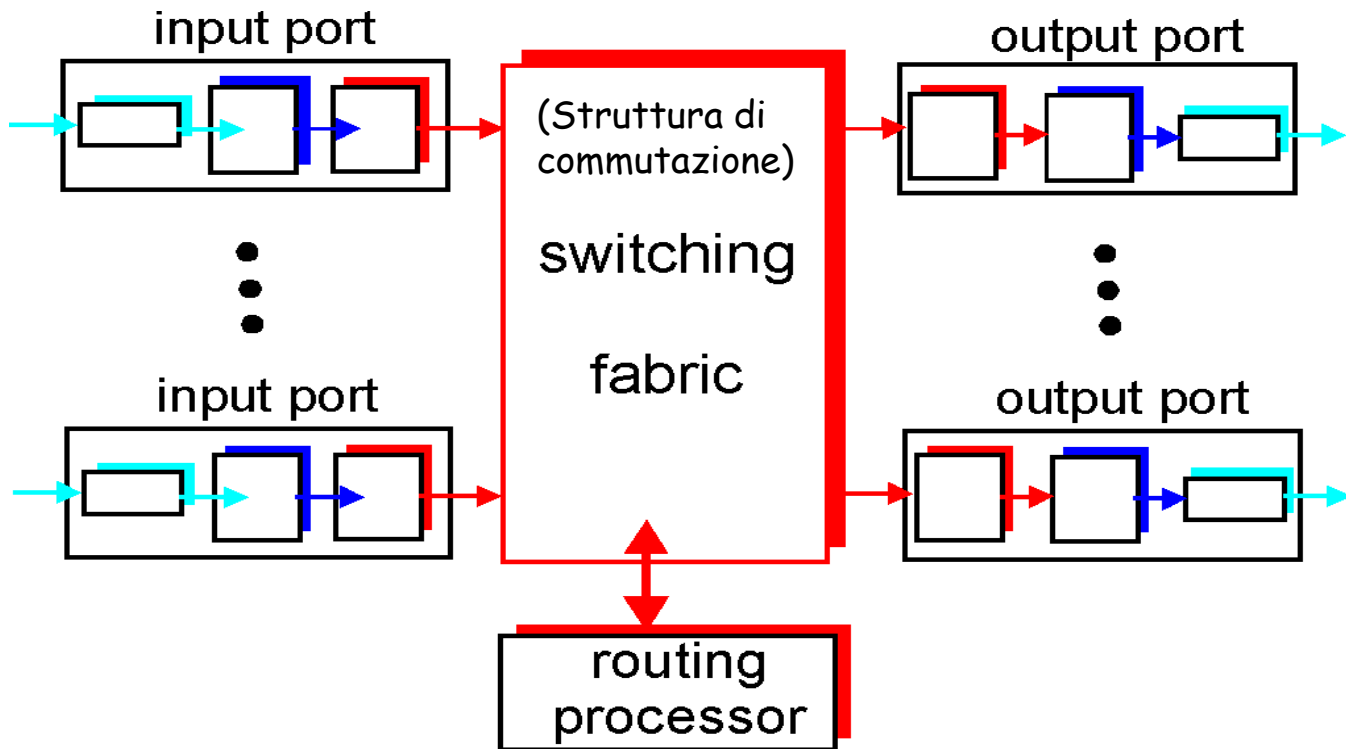 input port
output port
(Struttura di
commutazione)
switching
fabric
input port
output port
routing
processor